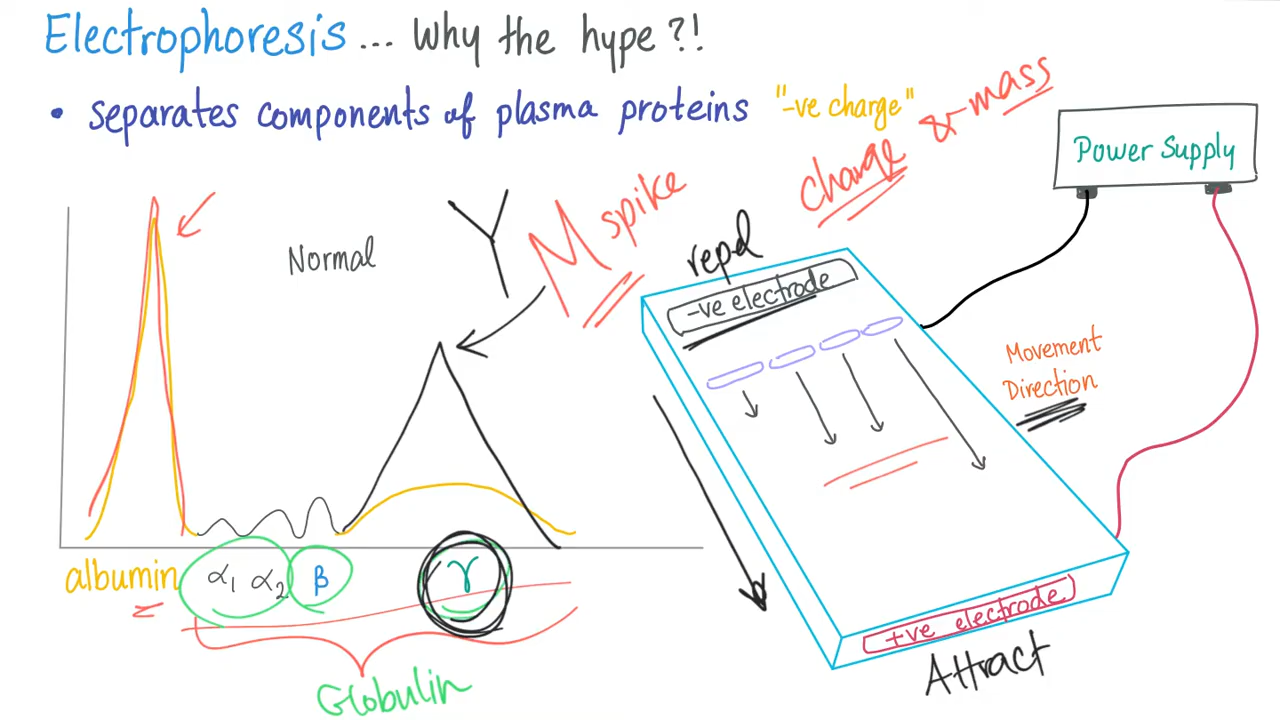 Electrophoresis ... Why the hype ?!
• separates components of plasma proteins "-ve charge"
charge & mass
Power Supply
Normal
M spike
repel
-ve electrode
Movement
Direction
albumin α1 α2 β γ
Globulin
+ve electrode
Attract